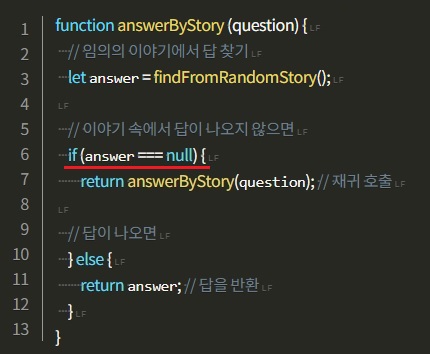 1 function answerByStory (question) { LF
2 // 임의의 이야기에서 답 찾기 LF
3 let answer = findFromRandomStory(); LF
4 LF
5 // 이야기 속에서 답이 나오지 않으면 LF
6 if (answer === null) { LF
7 return answerByStory(question); // 재귀 호출 LF
8 LF
9 // 답이 나오면 LF
10 } else { LF
11 return answer; // 답을 반환 LF
12 } LF
13 }